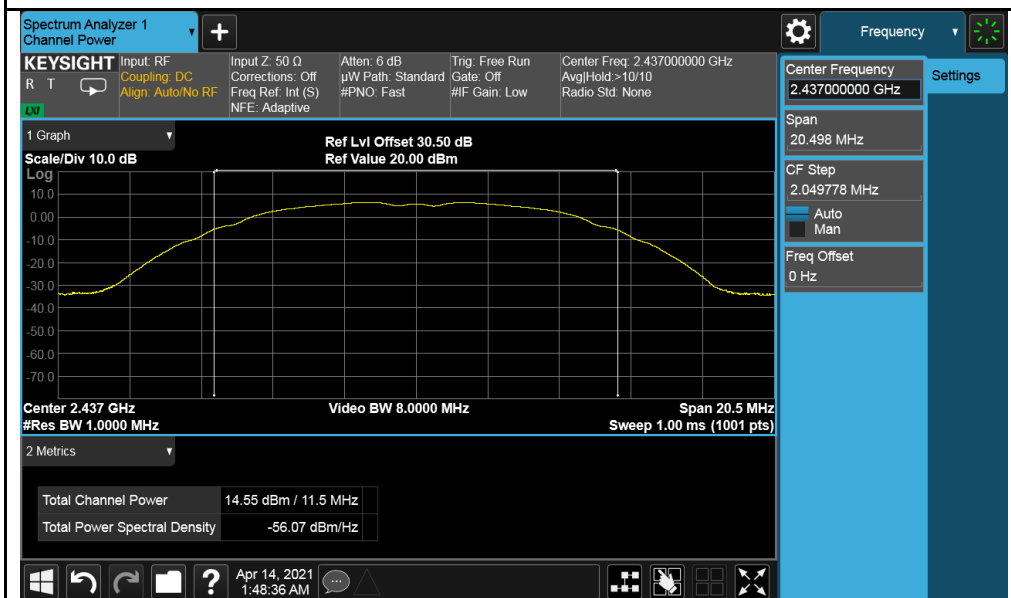 Spectrum Analyzer 1
Channel Power
+
Frequency
KEYSIGHT
R T
LXI
Input: RF
Coupling: DC
Align: Auto/No RF
Input Z: 50 Ω
Corrections: Off
Freq Ref: Int (S)
NFE: Adaptive
Atten: 6 dB
µW Path: Standard
#PNO: Fast
Trig: Free Run
Gate: Off
#IF Gain: Low
Center Freq: 2.437000000 GHz
Avg|Hold:>10/10
Radio Std: None
Center Frequency
2.437000000 GHz
Settings
Span
20.498 MHz
CF Step
2.049778 MHz
Auto
Man
Freq Offset
0 Hz
1 Graph
Scale/Div 10.0 dB
Ref Lvl Offset 30.50 dB
Ref Value 20.00 dBm
Log
10.0
0.00
-10.0
-20.0
-30.0
-40.0
-50.0
-60.0
-70.0
Center 2.437 GHz
#Res BW 1.0000 MHz
Video BW 8.0000 MHz
Span 20.5 MHz
Sweep 1.00 ms (1001 pts)
2 Metrics
Total Channel Power 14.55 dBm / 11.5 MHz
Total Power Spectral Density -56.07 dBm/Hz
?
Apr 14, 2021
1:48:36 AM